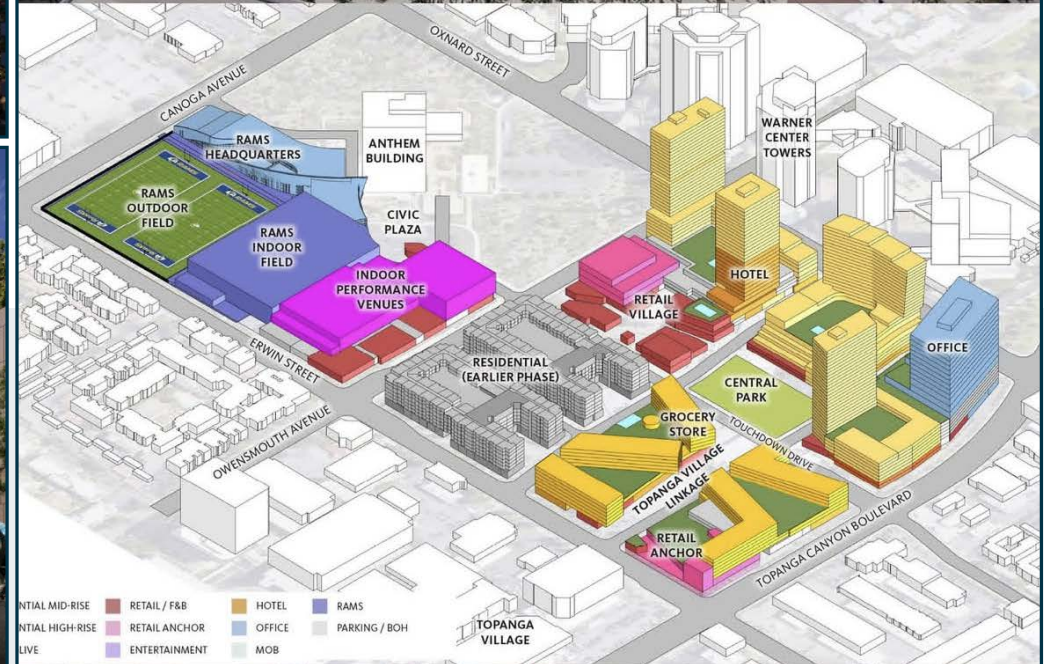 OXNARD STREET
CANOGA AVENUE
RAMS
HEADQUARTERS
ANTHEM
BUILDING
WARNER
CENTER
TOWERS
RAMS
OUTDOOR
FIELD
CIVIC
PLAZA
RAMS
INDOOR
FIELD
INDOOR
PERFORMANCE
VENUES
HOTEL
RETAIL
VILLAGE
OFFICE
ERWIN STREET
RESIDENTIAL
(EARLIER PHASE)
CENTRAL
PARK
GROCERY
STORE
TOUCHDOWN DRIVE
OWENSMOUTH AVENUE
TOPANGA VILLAGE
LINKAGE
RETAIL
ANCHOR
TOPANGA CANYON BOULEVARD
NTIAL MID-RISE
RETAIL / F&B
HOTEL
RAMS
NTIAL HIGH-RISE
RETAIL ANCHOR
OFFICE
PARKING / BOH
LIVE
ENTERTAINMENT
MOB
TOPANGA
VILLAGE